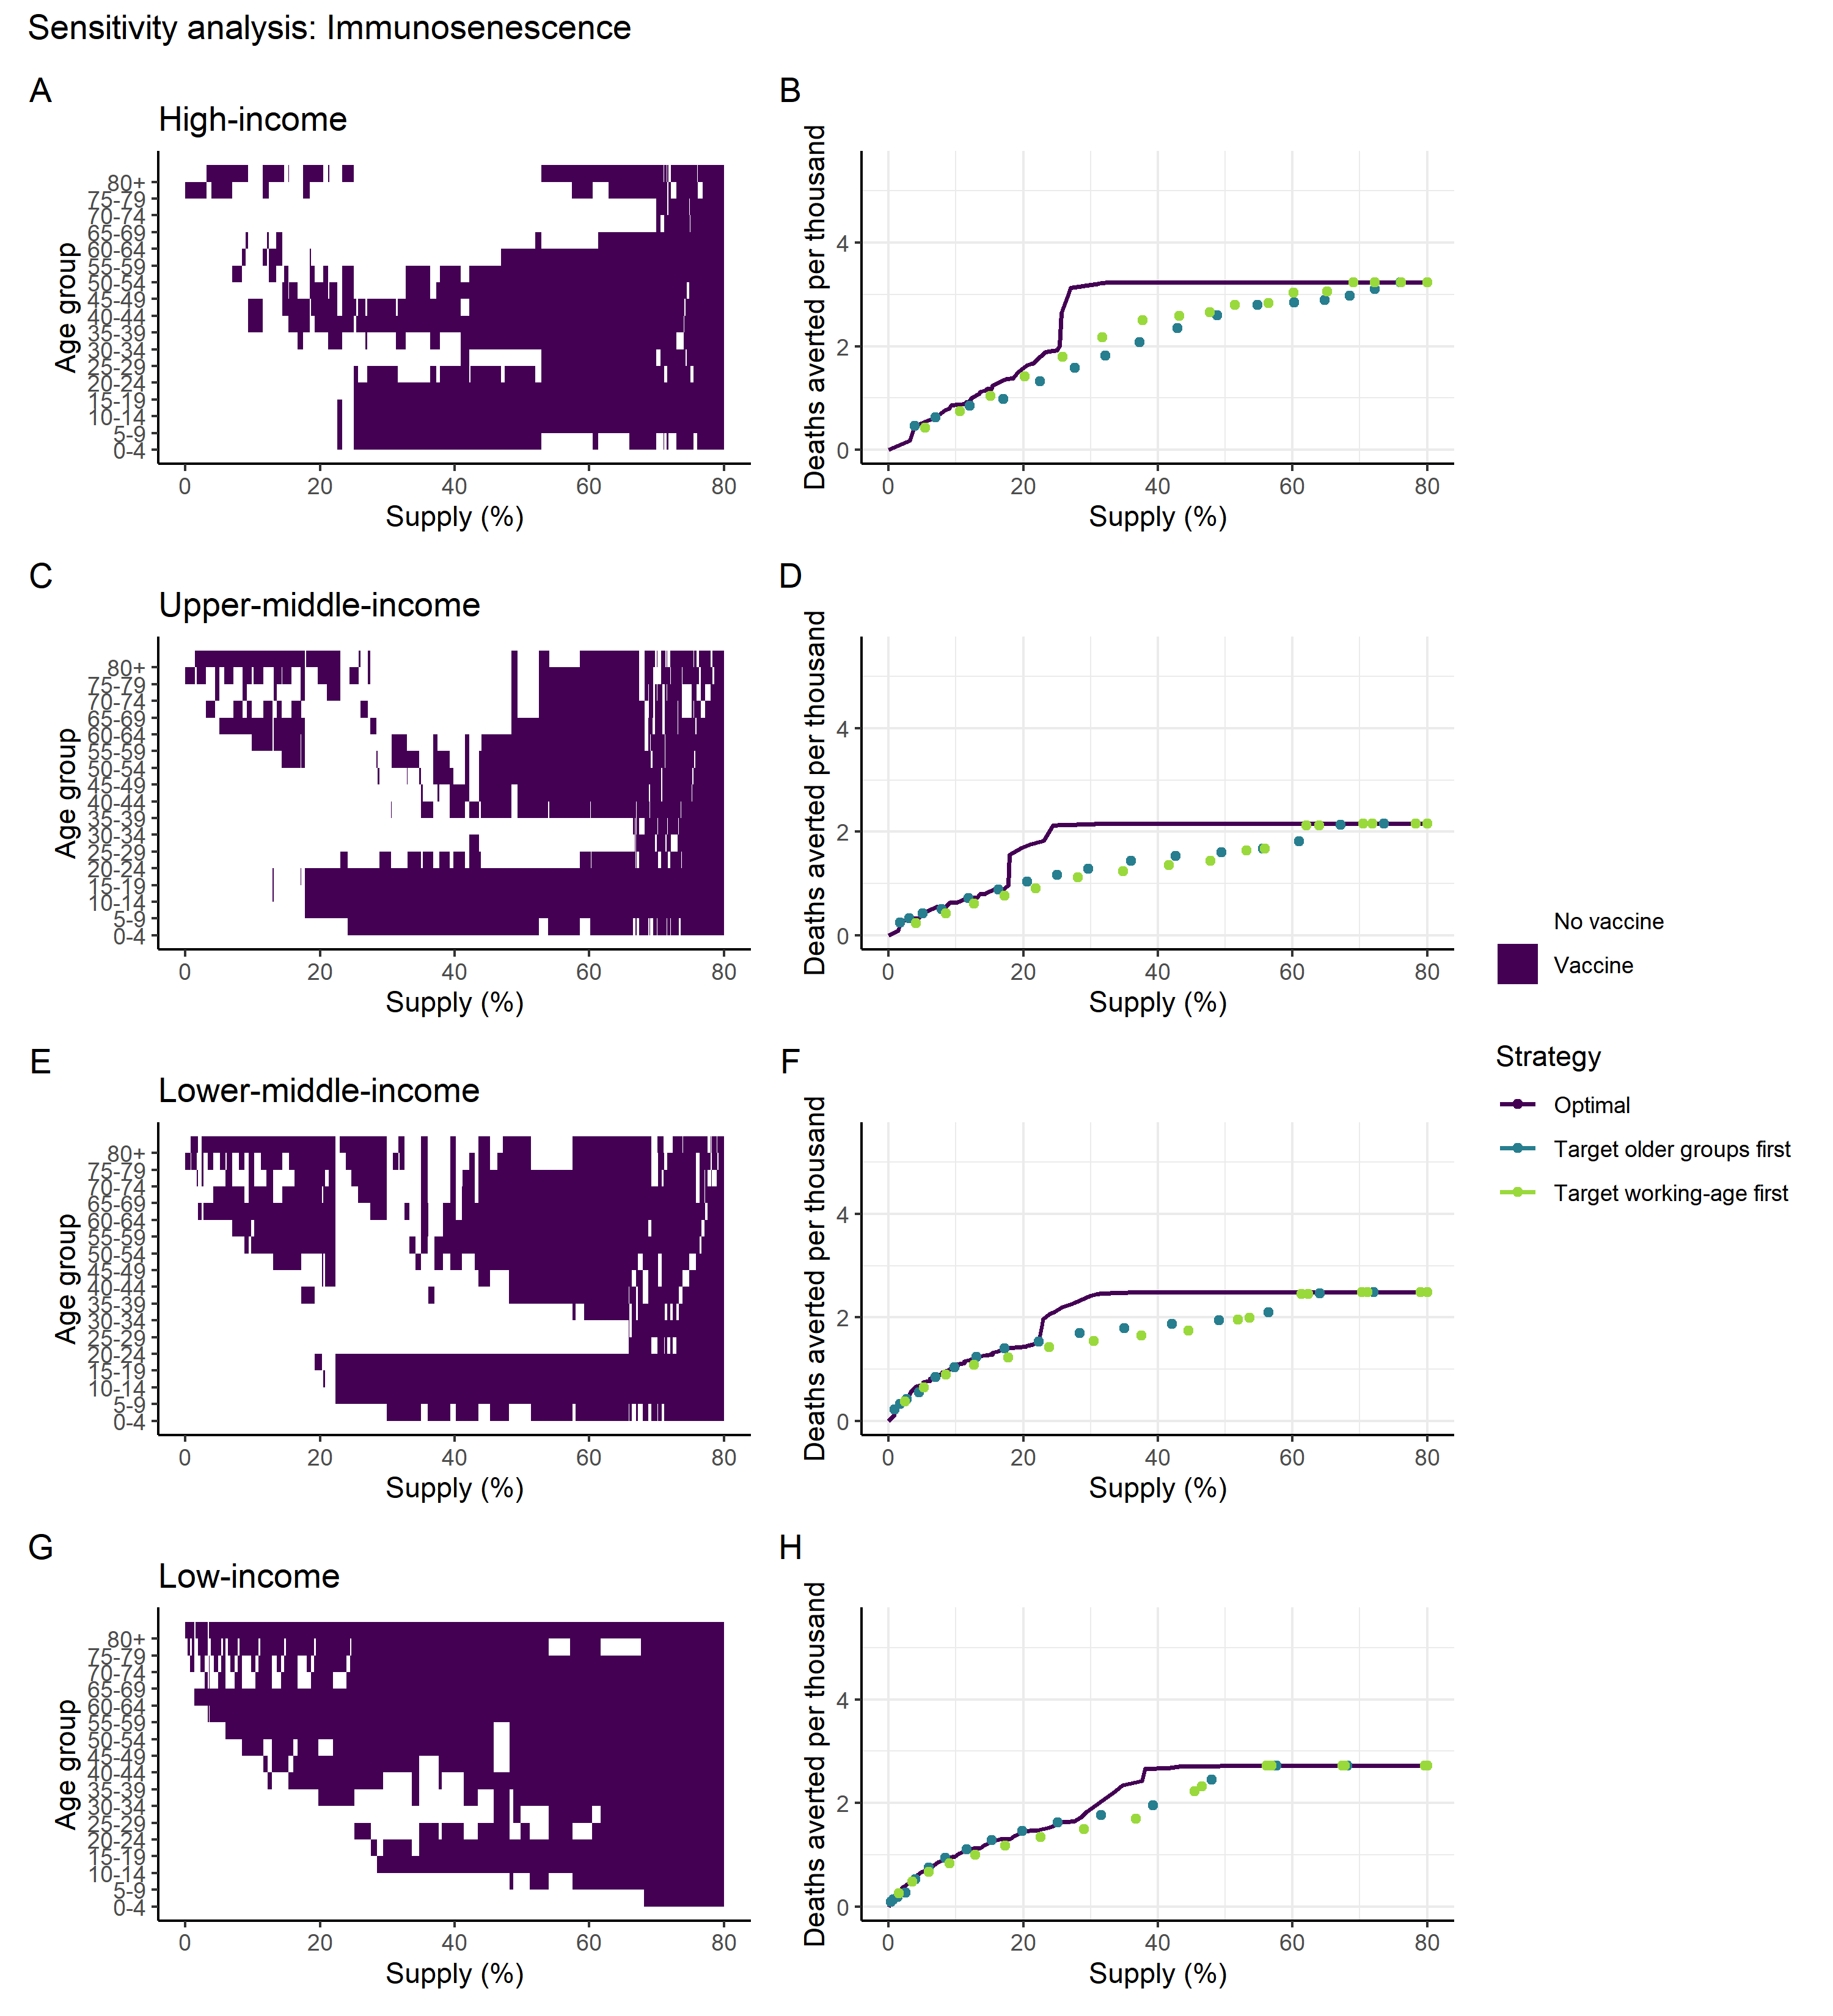 Sensitivity analysis: Immunosenescence
A
High-income
Age group
80+
75-79
70-74
65-69
60-64
55-59
50-54
45-49
40-44
35-39
30-34
25-29
20-24
15-19
10-14
5-9
0-4
0 20 40 60 80
Supply (%)
B
Deaths averted per thousand
4
2
0
0 20 40 60 80
Supply (%)
C
Upper-middle-income
Age group
80+
75-79
70-74
65-69
60-64
55-59
50-54
45-49
40-44
35-39
30-34
25-29
20-24
15-19
10-14
5-9
0-4
0 20 40 60 80
Supply (%)
D
Deaths averted per thousand
4
2
0
0 20 40 60 80
Supply (%)
E
Lower-middle-income
Age group
80+
75-79
70-74
65-69
60-64
55-59
50-54
45-49
40-44
35-39
30-34
25-29
20-24
15-19
10-14
5-9
0-4
0 20 40 60 80
Supply (%)
F
Deaths averted per thousand
4
2
0
0 20 40 60 80
Supply (%)
G
Low-income
Age group
80+
75-79
70-74
65-69
60-64
55-59
50-54
45-49
40-44
35-39
30-34
25-29
20-24
15-19
10-14
5-9
0-4
0 20 40 60 80
Supply (%)
H
Deaths averted per thousand
4
2
0
0 20 40 60 80
Supply (%)
No vaccine
Vaccine
Strategy
Optimal
Target older groups first
Target working-age first